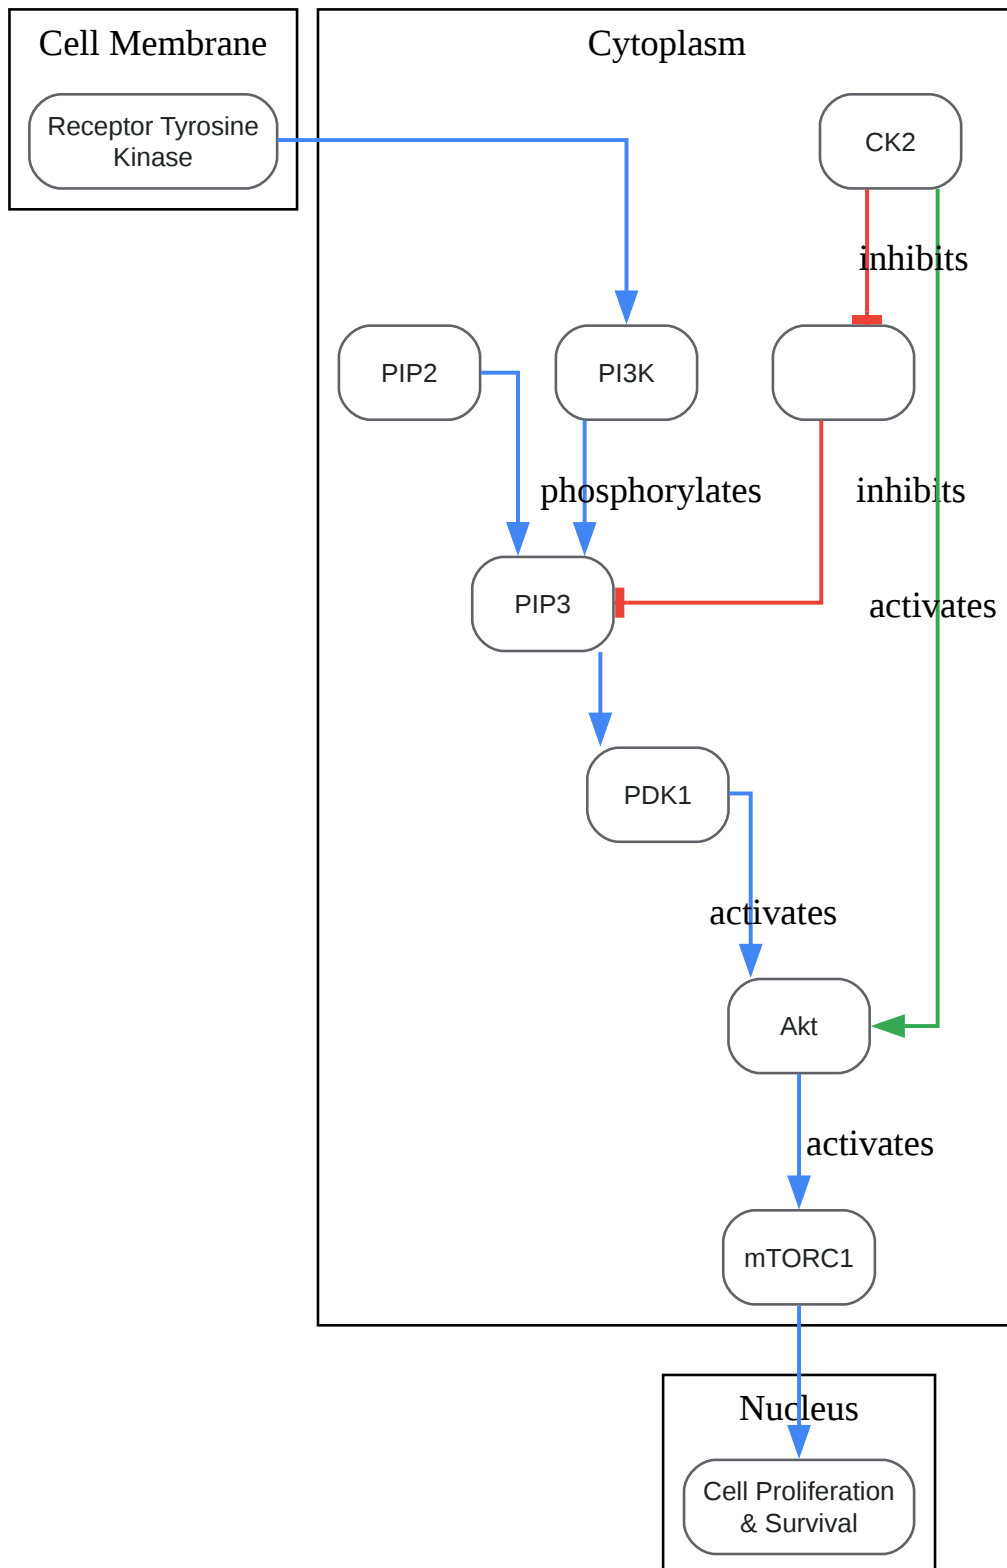 Cell Membrane
Cytoplasm
Receptor Tyrosine
Kinase
CK2
inhibits
PIP2
PI3K
phosphorylates
inhibits
PIP3
activates
PDK1
activates
Akt
activates
mTORC1
Nucleus
Cell Proliferation
& Survival